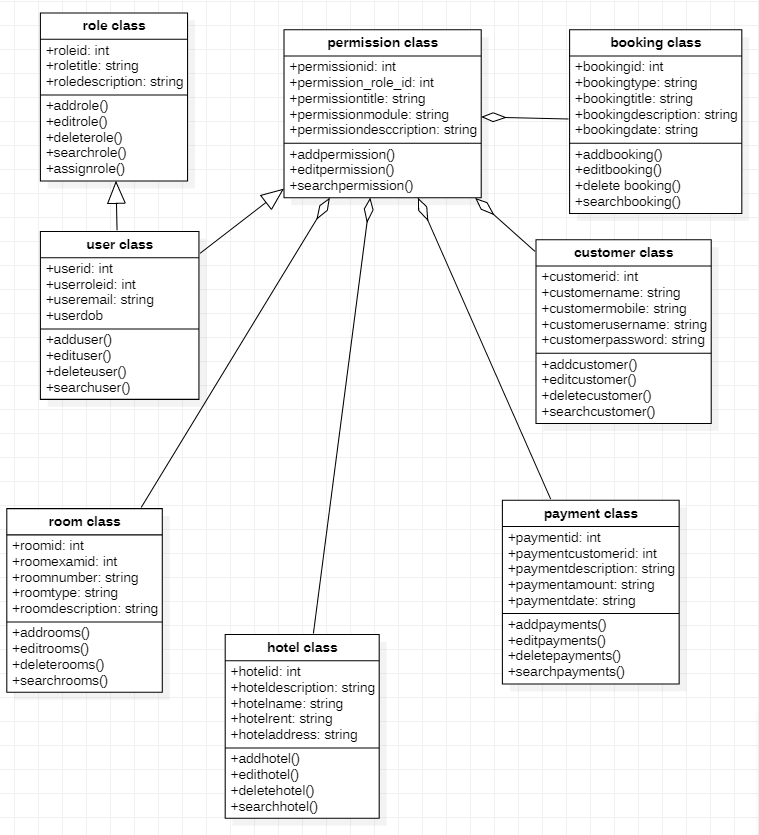 role class
+roleid: int
+roletitle: string
+roledescription: string
+addrole()
+editrole()
+deleterole()
+searchrole()
+assignrole()
permission class
+permissionid: int
+permission_role_id: int
+permissiontitle: string
+permissionmodule: string
+permissiondesccription: string
+addpermission()
+editpermission()
+searchpermission()
booking class
+bookingid: int
+bookingtype: string
+bookingtitle: string
+bookingdescription: string
+bookingdate: string
+addbooking()
+editbooking()
+delete booking()
+searchbooking()
user class
+userid: int
+userroleid: int
+useremail: string
+userdob
+adduser()
+edituser()
+deleteuser()
+searchuser()
customer class
+customerid: int
+customername: string
+customermobile: string
+customerusername: string
+customerpassword: string
+addcustomer()
+editcustomer()
+deletecustomer()
+searchcustomer()
room class
+roomid: int
+roomexamid: int
+roomnumber: string
+roomtype: string
+roomdescription: string
+addrooms()
+editrooms()
+deleterooms()
+searchrooms()
hotel class
+hotelid: int
+hoteldescription: string
+hotelname: string
+hotelrent: string
+hoteladdress: string
+addhotel()
+edithotel()
+deletehotel()
+searchhotel()
payment class
+paymentid: int
+paymentcustomerid: int
+paymentdescription: string
+paymentamount: string
+paymentdate: string
+addpayments()
+editpayments()
+deletepayments()
+searchpayments()